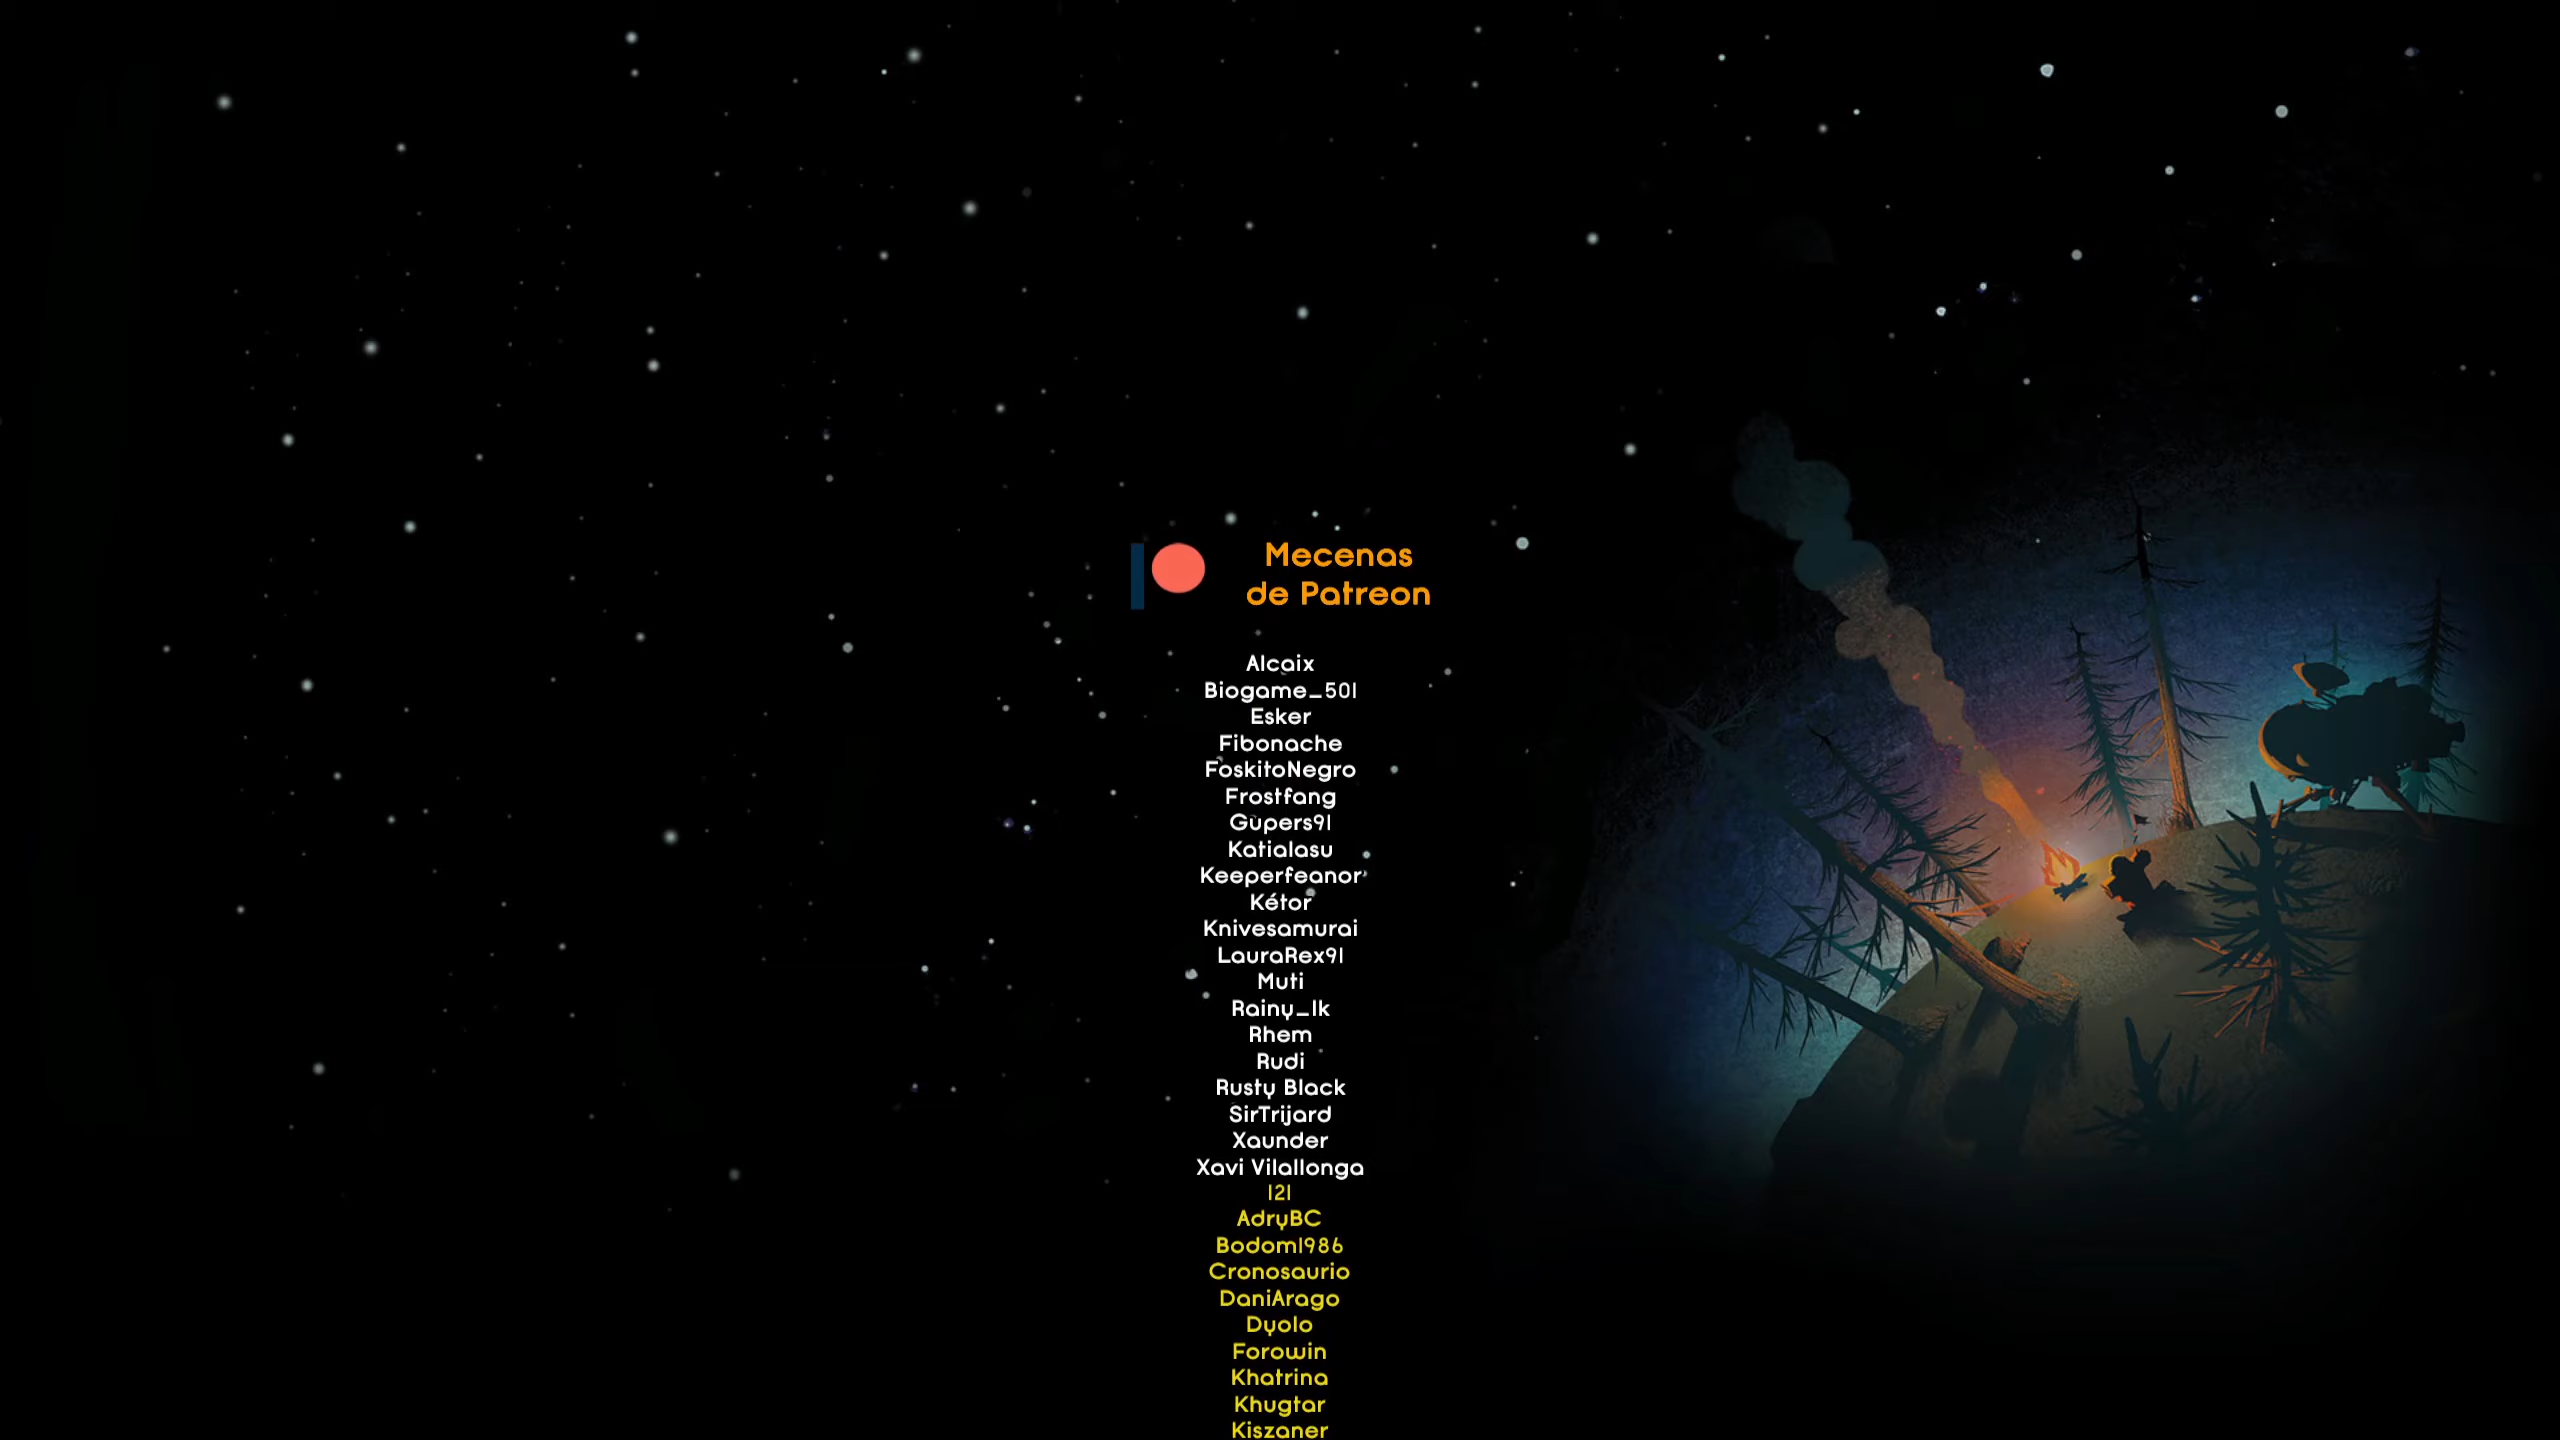 Mecenas
de Patreon
Alcaix
Biogame_501
Esker
Fibonache
FoskitoNegro
Frostfang
Gupers91
Katialasu
Keeperfeanor
Kétor
Knivesamurai
LauraRex91
Muti
Rainy_lk
Rhem
Rudi
Rusty Black
SirTrijard
Xaunder
Xavi Vilallonga
121
AdryBC
Bodom1986
Cronosaurio
DaniArago
Dyolo
Forowin
Khatrina
Khugtar
Kiszaner